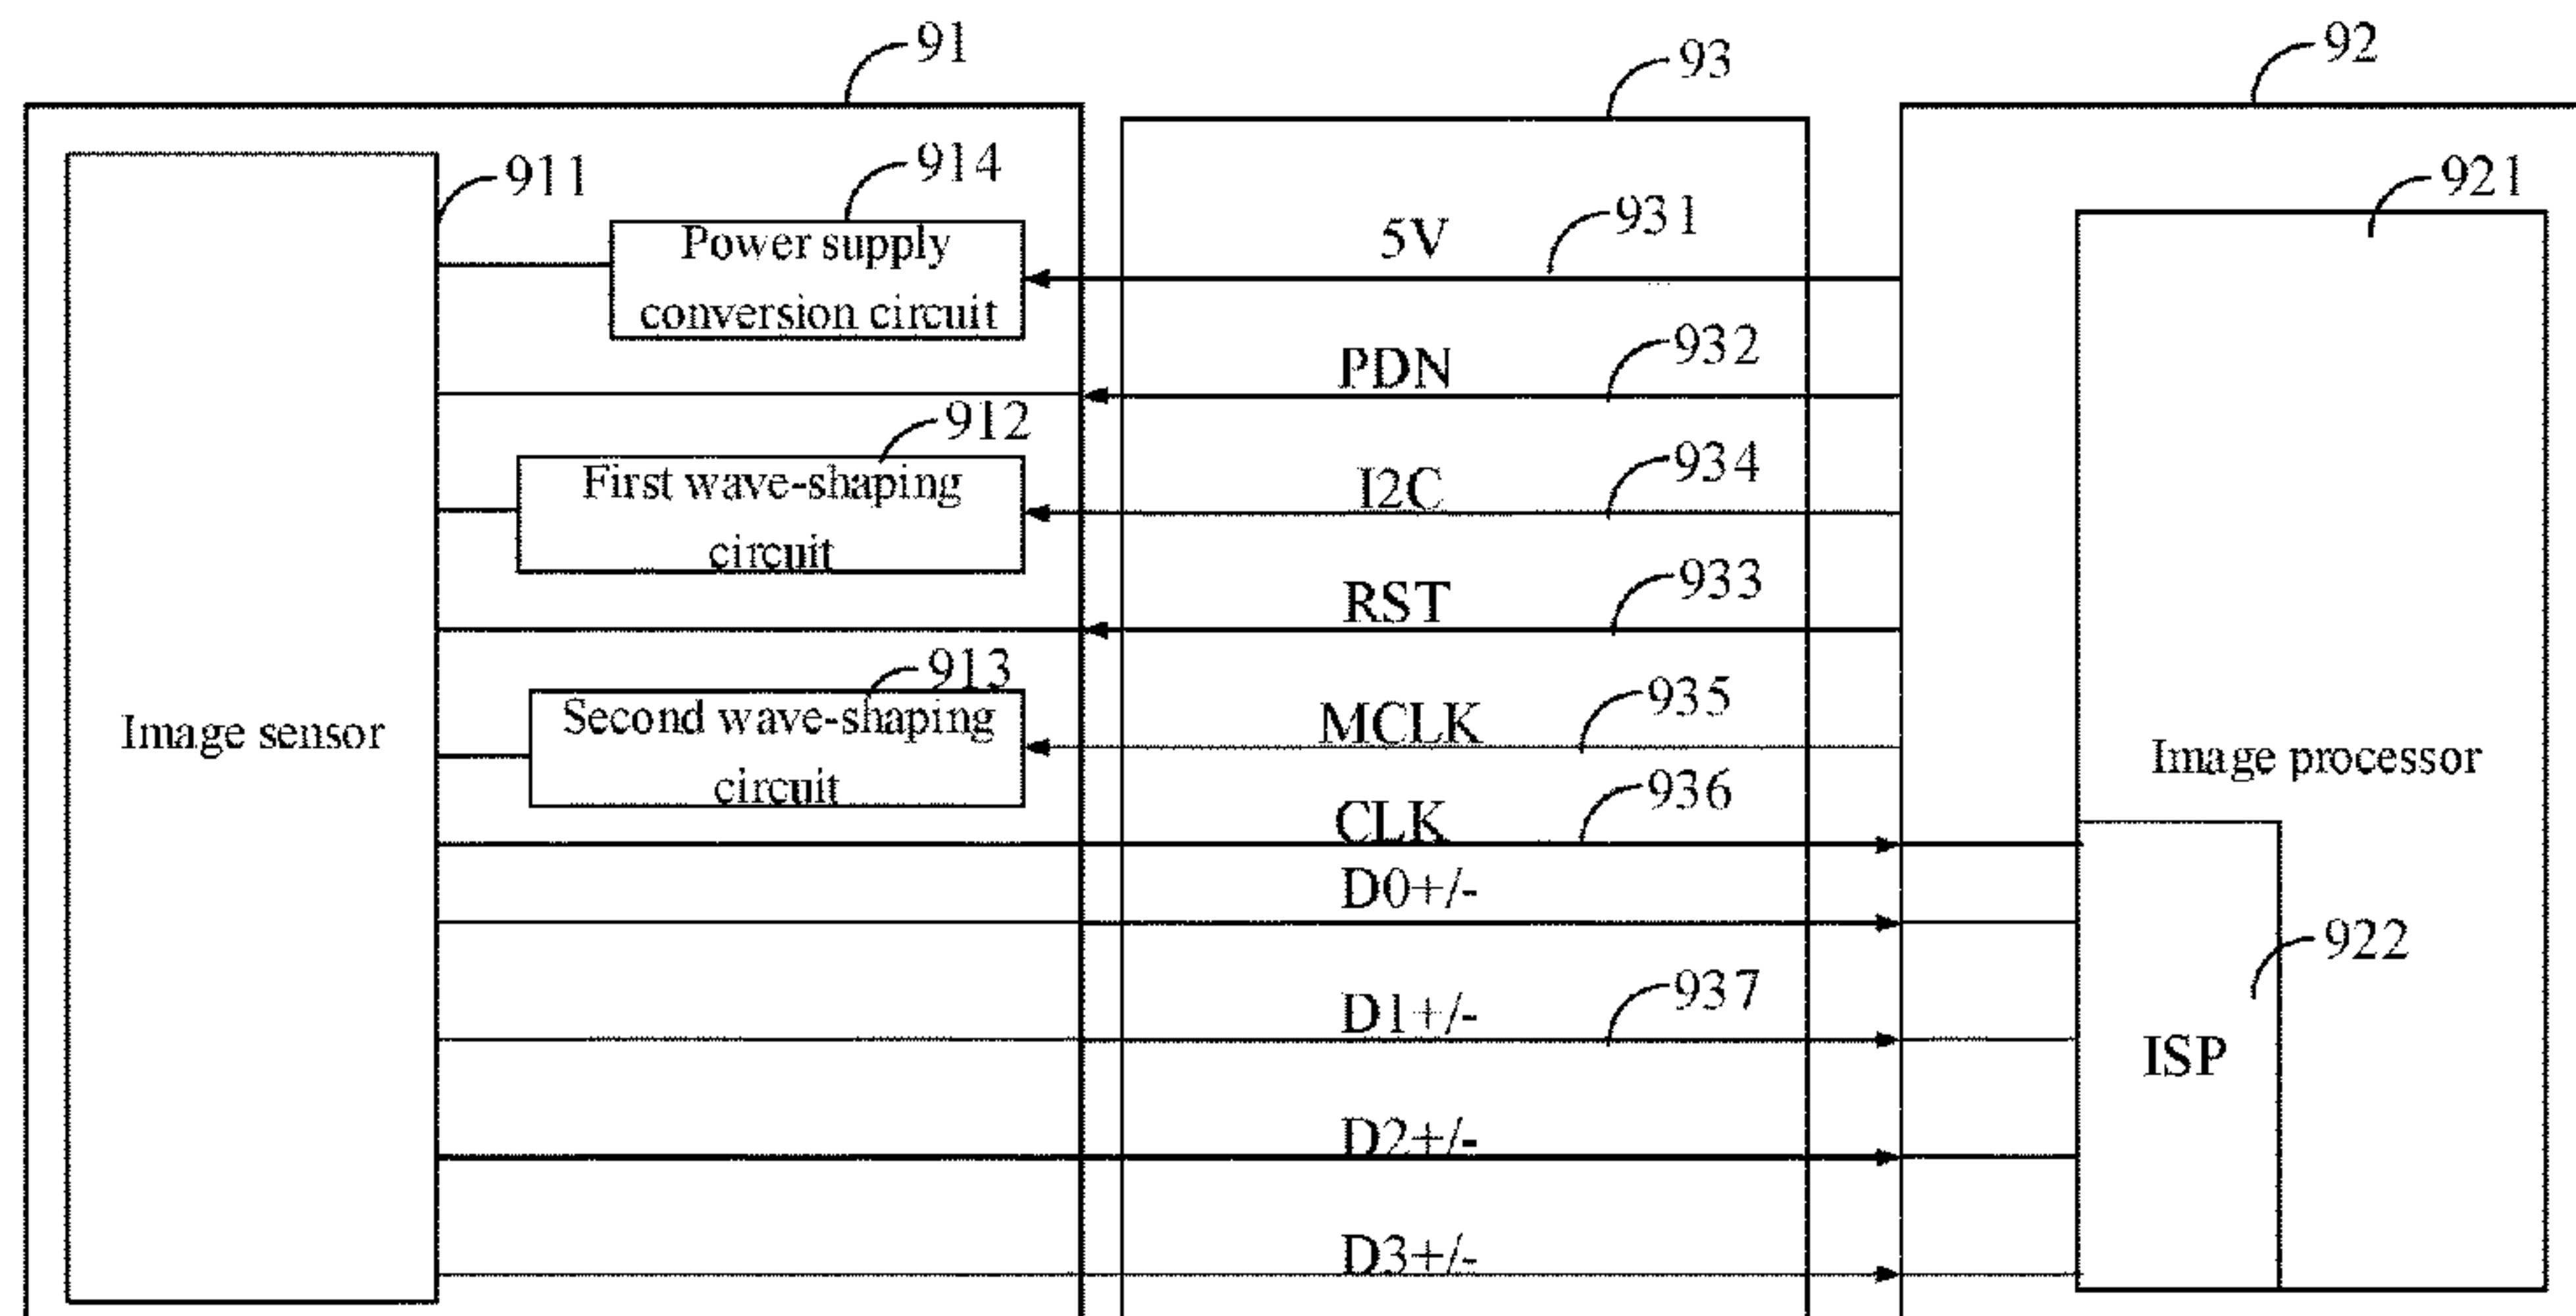 91
93
92
911
914
Power supply
conversion circuit
931
5V
921
932
PDN
912
First wave-shaping
circuit
934
I2C
933
RST
913
Second wave-shaping
circuit
935
MCLK
Image sensor
Image processor
936
CLK
D0+/-
922
937
D1+/-
ISP
D2+/-
D3+/-